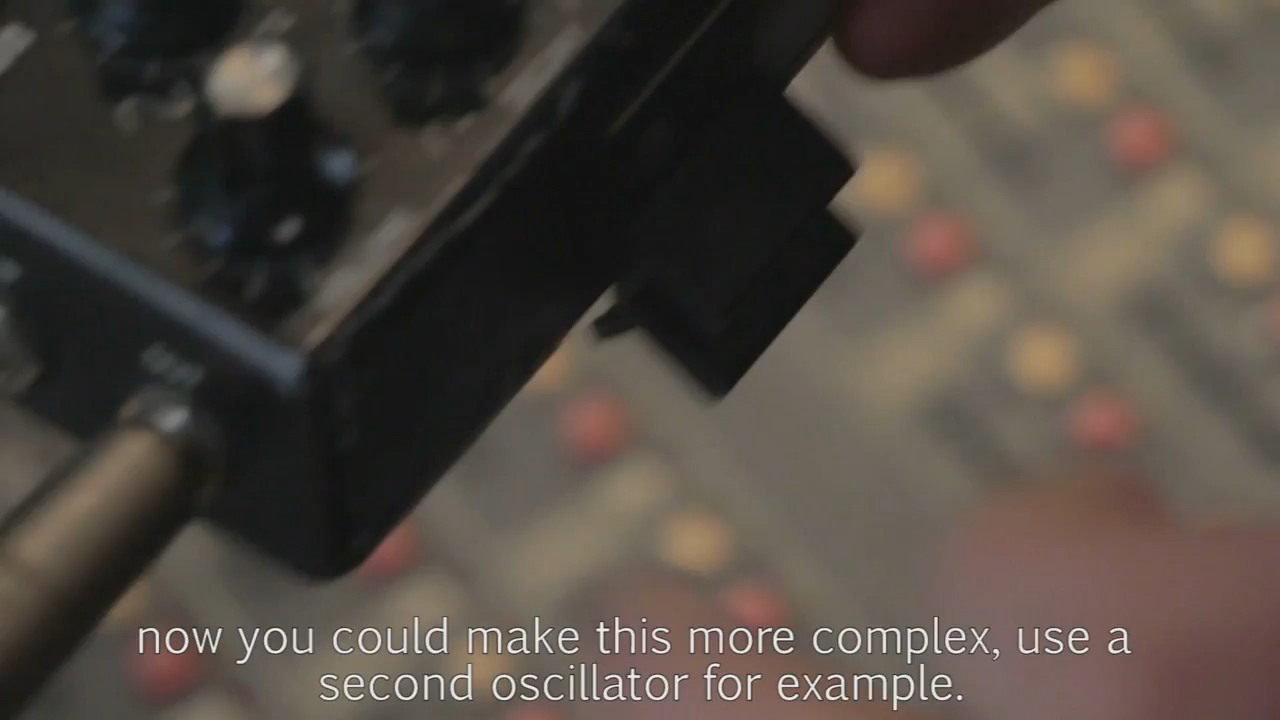 now you could make this more complex, use a
second oscillator for example.